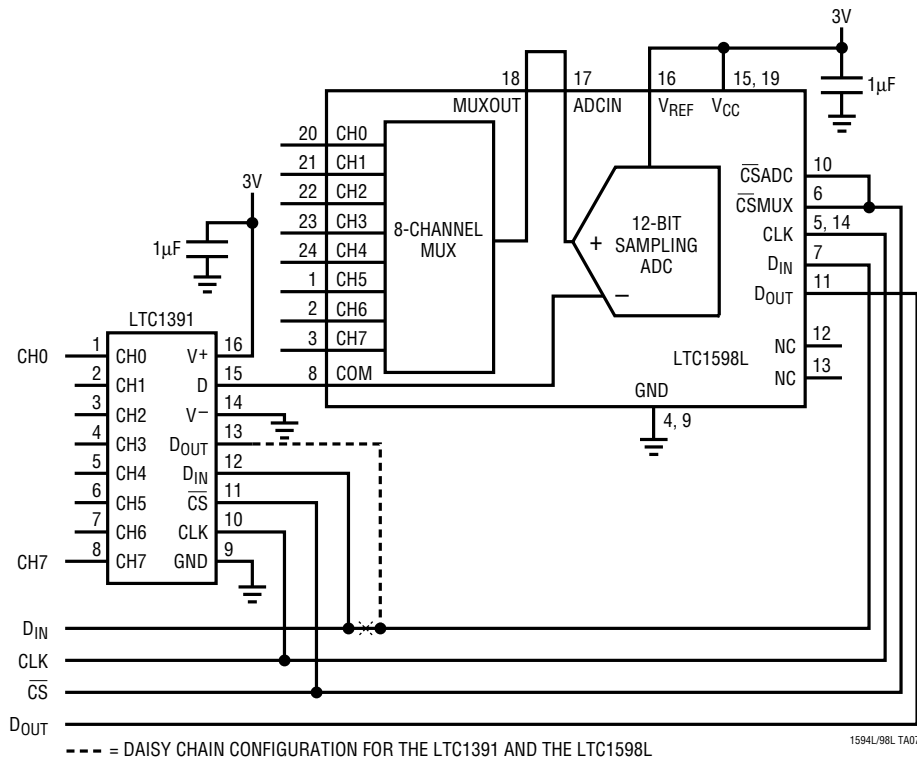 3V
18
17
16
15, 19
1µF
MUXOUT
ADCIN
VREF
VCC
20 CH0
21 CH1
22 CH2
23 CH3
24 CH4
1 CH5
2 CH6
3 CH7
8 COM
8-CHANNEL
MUX
+
12-BIT
SAMPLING
ADC
–
C̅S̅ADC 10
C̅S̅MUX 6
CLK 5, 14
DIN 7
DOUT 11
NC 12
NC 13
LTC1598L
GND
4, 9
3V
1µF
LTC1391
CH0 1 CH0 V+ 16
2 CH1 D 15
3 CH2 V– 14
4 CH3 DOUT 13
5 CH4 DIN 12
6 CH5 C̅S̅ 11
7 CH6 CLK 10
CH7 8 CH7 GND 9
DIN
CLK
C̅S̅
DOUT
= DAISY CHAIN CONFIGURATION FOR THE LTC1391 AND THE LTC1598L
1594L/98L TA07